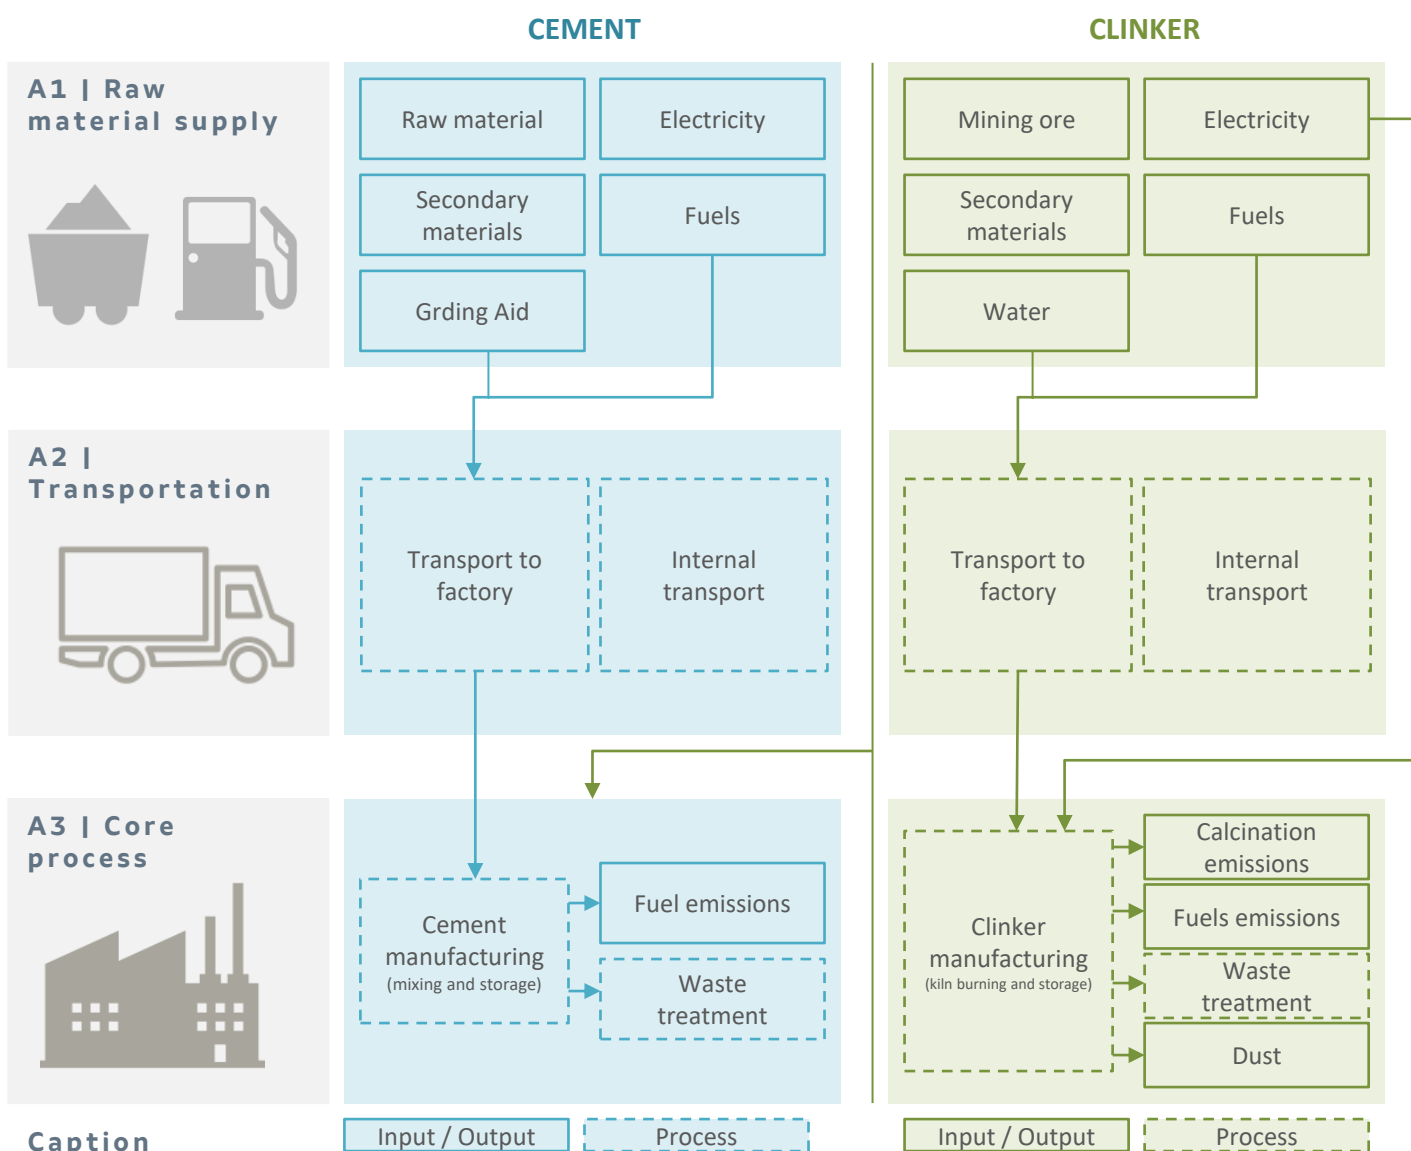 CEMENT
CLINKER
A1 | Raw
material supply
Raw material
Electricity
Mining ore
Electricity
Secondary
materials
Fuels
Secondary
materials
Fuels
Grding Aid
Water
A2 |
Transportation
Transport to
factory
Internal
transport
Transport to
factory
Internal
transport
A3 | Core
process
Cement
manufacturing
(mixing and storage)
Fuel emissions
Waste
treatment
Clinker
manufacturing
(kiln burning and storage)
Calcination
emissions
Fuels emissions
Waste
treatment
Dust
Caption
Input / Output
Process
Input / Output
Process